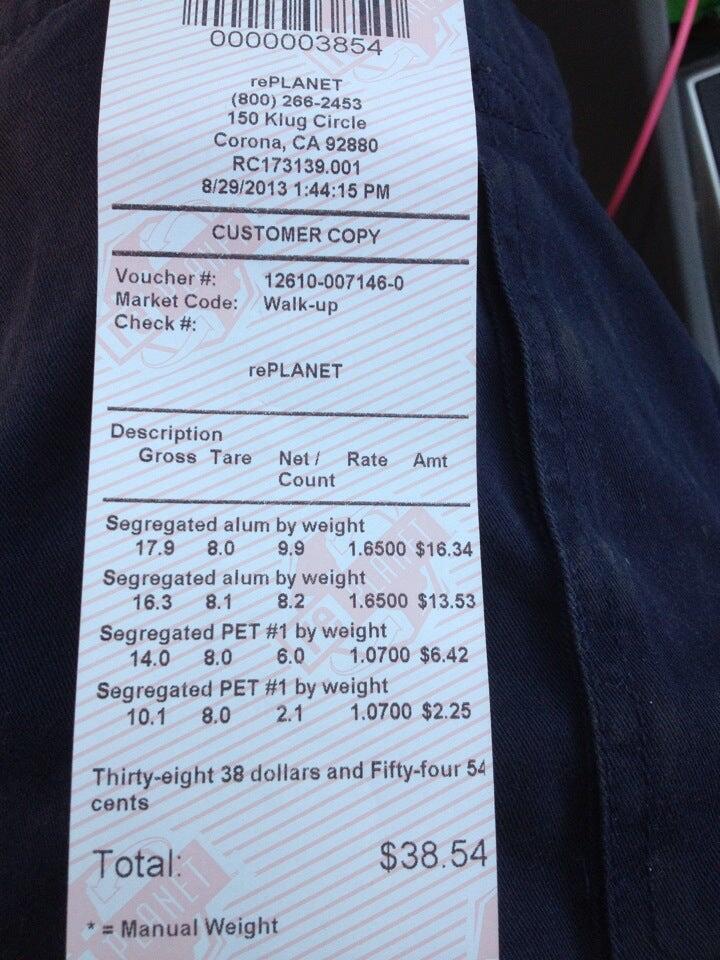 0000003854
rePLANET
(800) 266-2453
150 Klug Circle
Corona, CA 92880
RC173139.001
8/29/2013 1:44:15 PM
CUSTOMER COPY
Voucher #: 12610-007146-0
Market Code: Walk-up
Check #:
rePLANET
Description
Gross Tare Net / Rate Amt
Count
Segregated alum by weight
17.9 8.0 9.9 1.6500 $16.34
Segregated alum by weight
16.3 8.1 8.2 1.6500 $13.53
Segregated PET #1 by weight
14.0 8.0 6.0 1.0700 $6.42
Segregated PET #1 by weight
10.1 8.0 2.1 1.0700 $2.25
Thirty-eight 38 dollars and Fifty-four 54
cents
Total: $38.54
* = Manual Weight